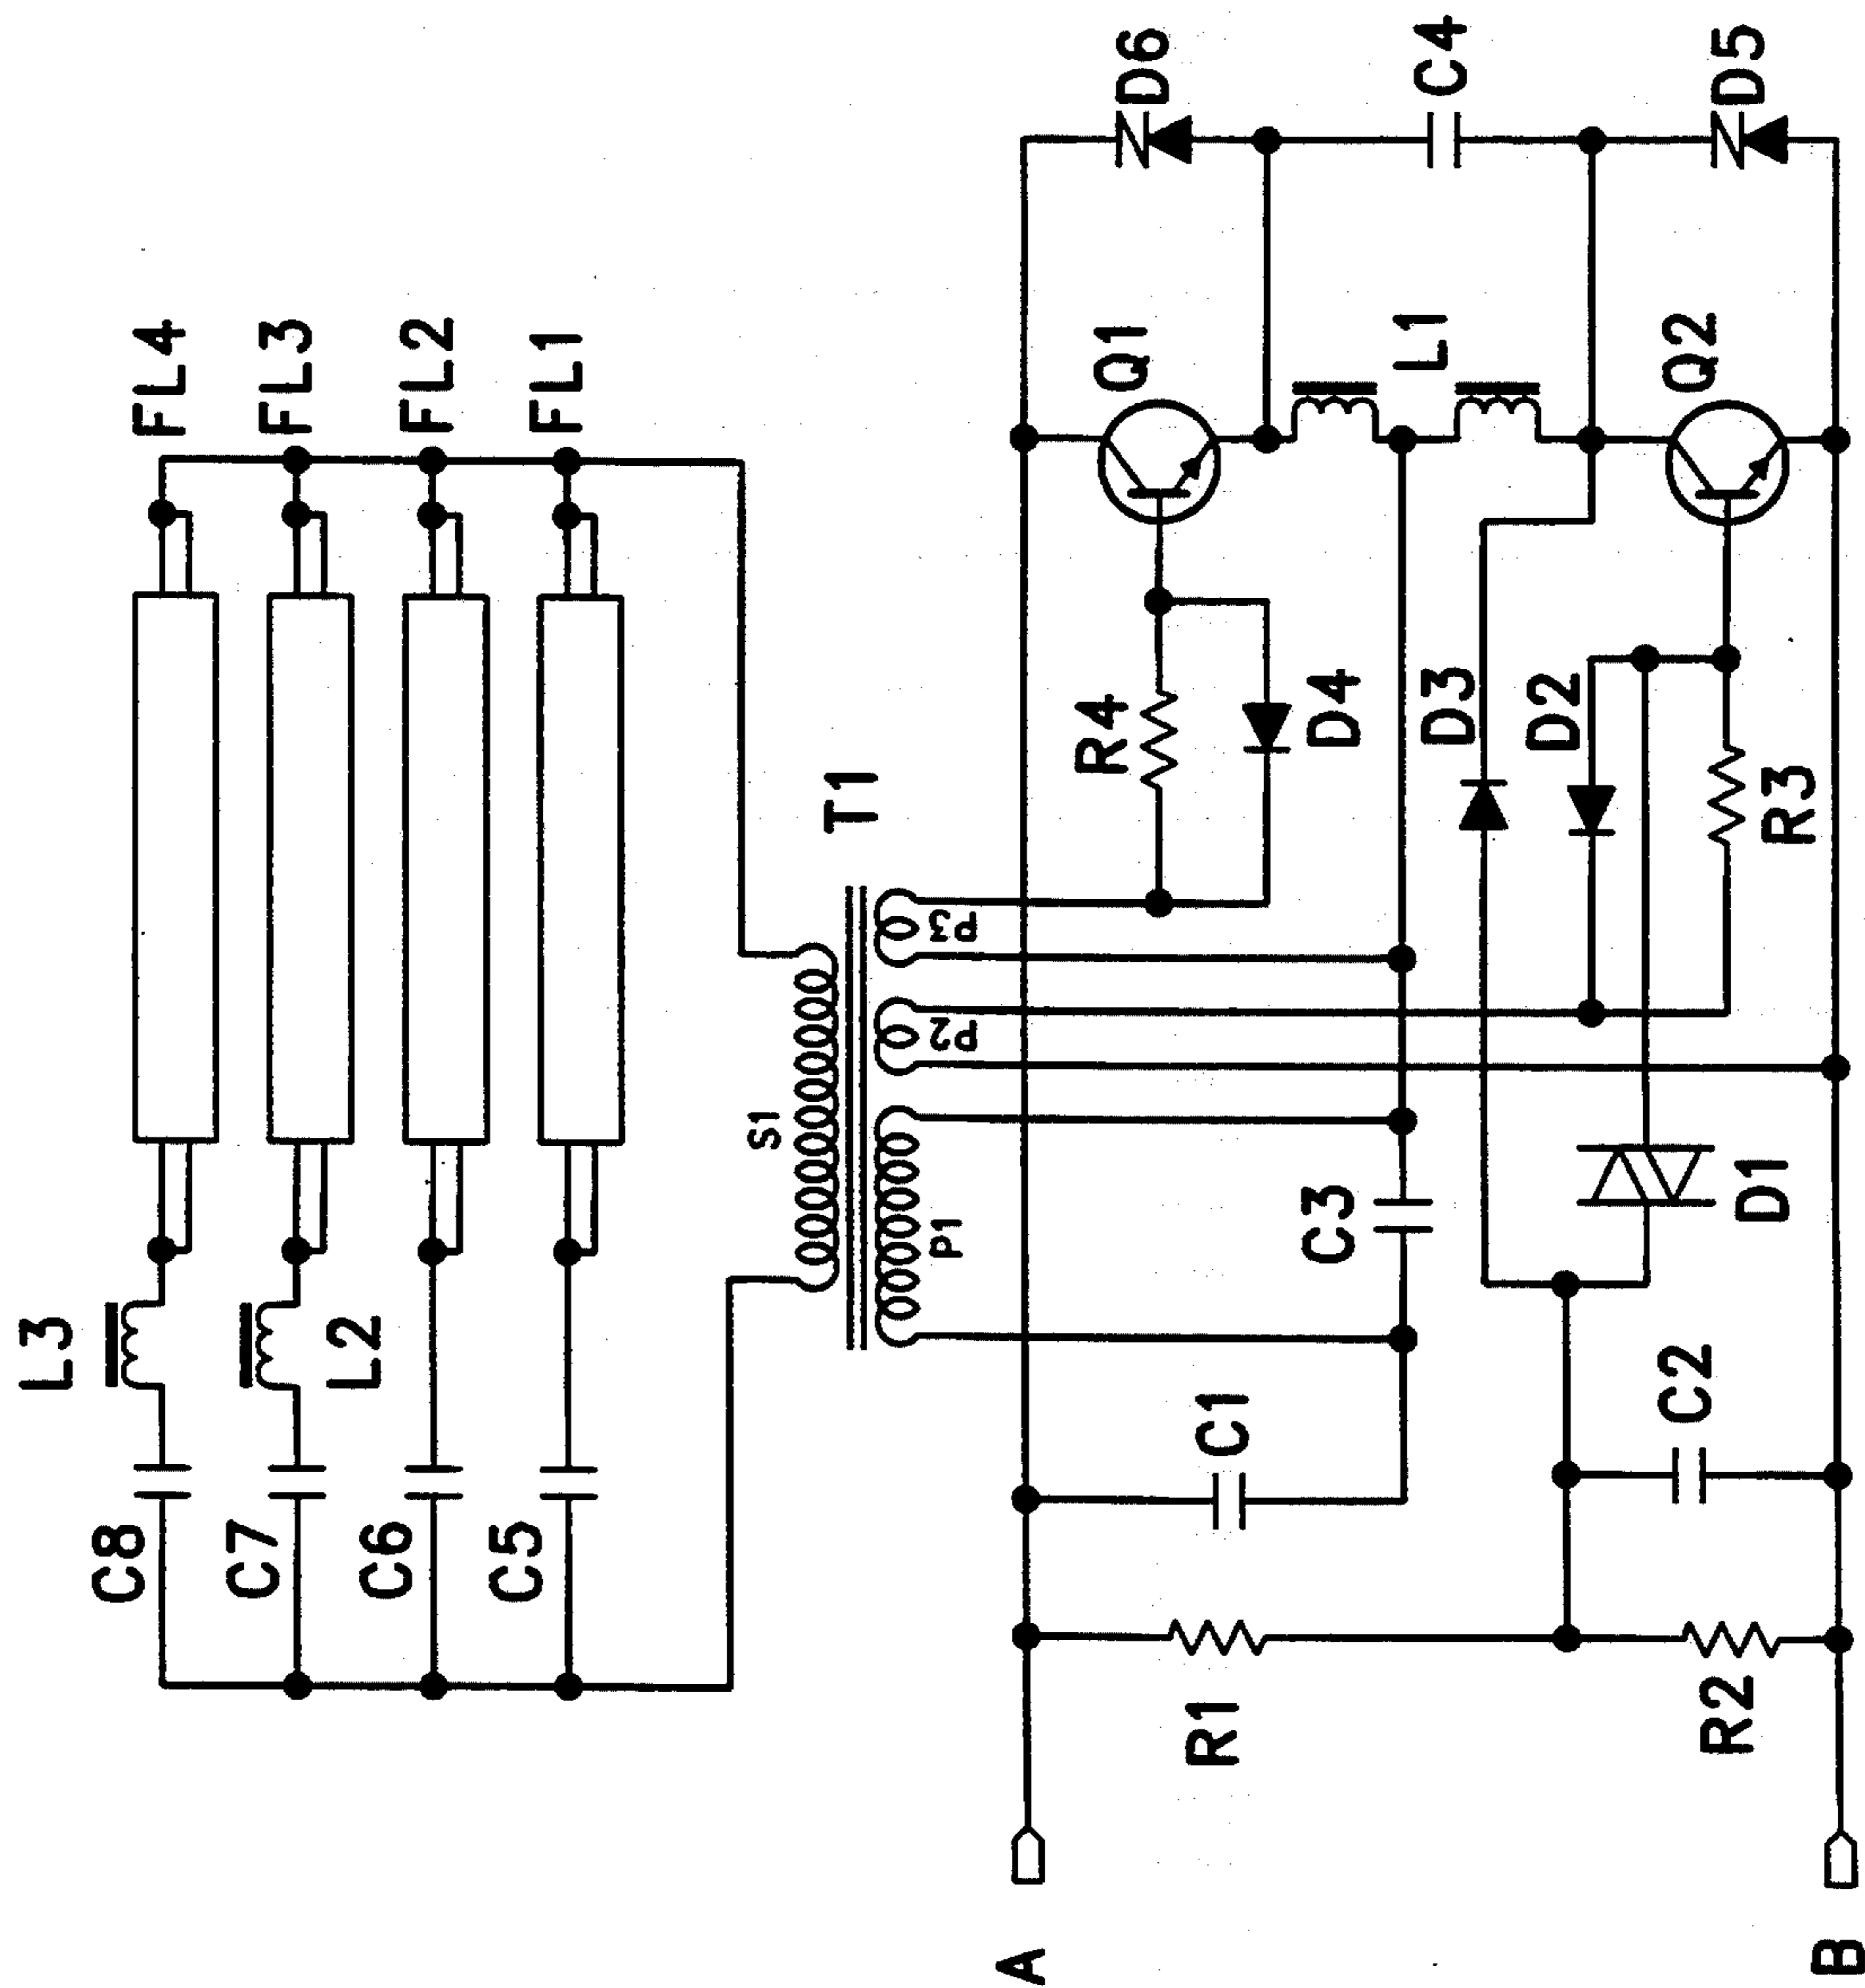 L3
C8
FL4
C7
L2
FL3
C6
FL2
C5
FL1
S1
T1
P1
P2
P3
A
R1
C1
C3
R4
D4
Q1
D6
L1
C4
D3
D2
D1
R3
C2
R2
Q2
D5
B